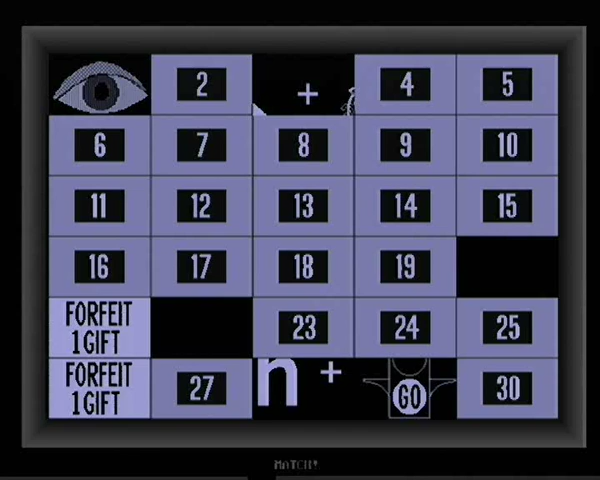 2 + 4 5
6 7 8 9 10
11 12 13 14 15
16 17 18 19
FORFEIT
1 GIFT
23 24 25
FORFEIT
1 GIFT
27 n + GO 30
MATCH!